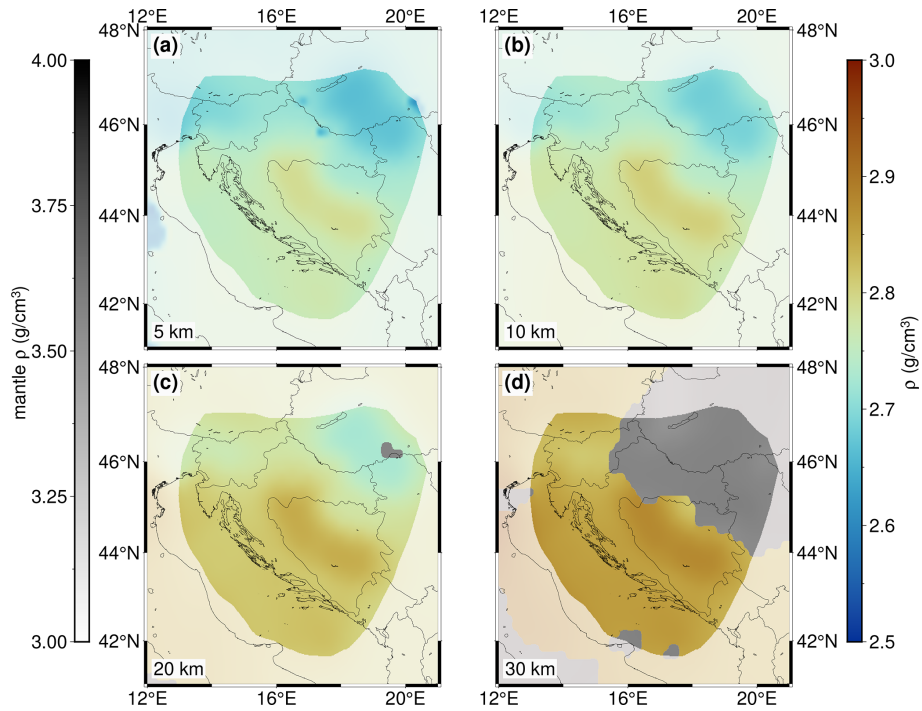 12°E 16°E 20°E 12°E 16°E 20°E
48°N 48°N
(a) (b)
4.00 3.0
46°N 46°N
2.9
3.75
44°N 44°N
2.8
42°N 42°N
5 km 10 km
mantle ρ (g/cm³) 3.50 2.7 ρ (g/cm³)
48°N 48°N
(c) (d)
46°N 46°N
3.25 2.6
44°N 44°N
3.00 42°N 42°N 2.5
20 km 30 km
12°E 16°E 20°E 12°E 16°E 20°E